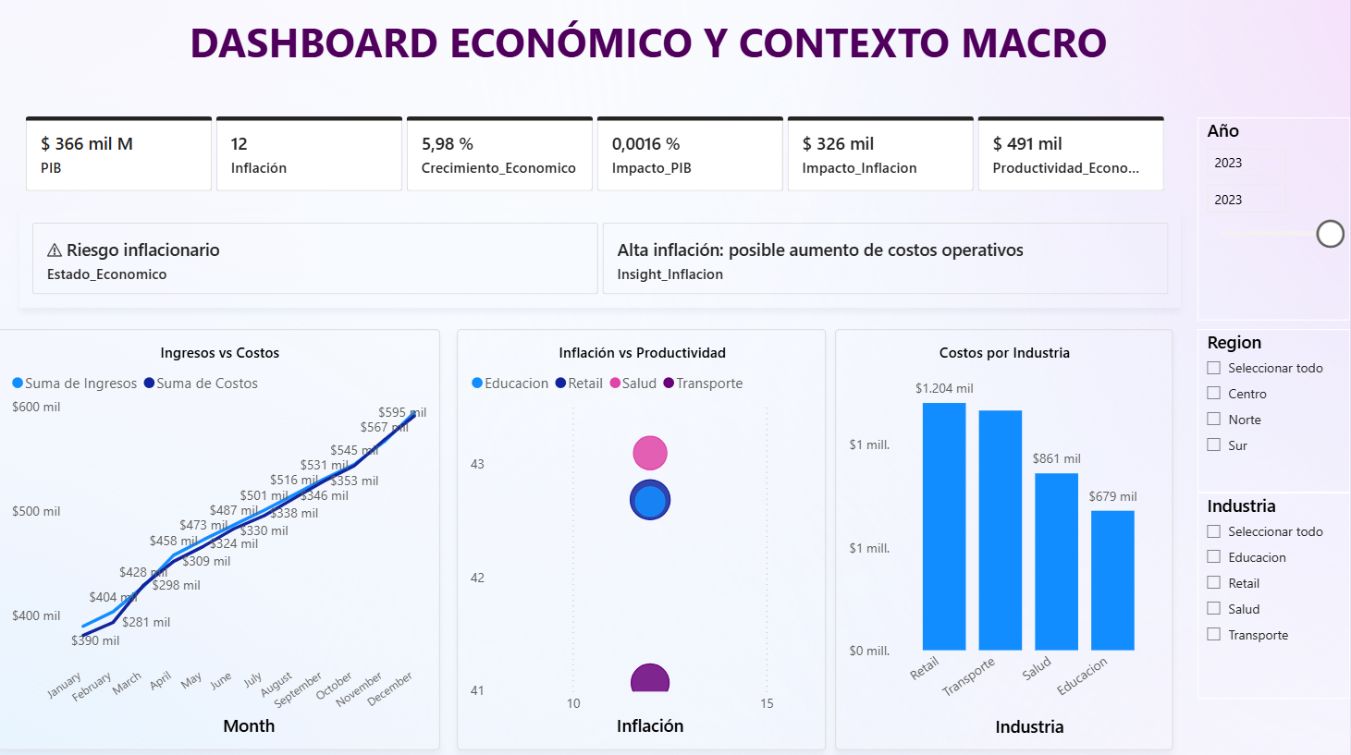 DASHBOARD ECONÓMICO Y CONTEXTO MACRO
$ 366 mil M
PIB
12
Inflación
5,98 %
Crecimiento_Economico
0,0016 %
Impacto_PIB
$ 326 mil
Impacto_Inflacion
$ 491 mil
Productividad_Econo...
⚠ Riesgo inflacionario
Estado_Economico
Alta inflación: posible aumento de costos operativos
Insight_Inflacion
Año
2023
2023
Ingresos vs Costos
Suma de Ingresos Suma de Costos
$600 mil
$500 mil
$400 mil
$595 mil
$567 mil
$545 mil
$531 mil
$353 mil
$516 mil
$346 mil
$501 mil
$338 mil
$487 mil
$330 mil
$473 mil
$324 mil
$458 mil
$309 mil
$428 mil
$298 mil
$404 mil
$281 mil
$390 mil
January
February
March
April
May
June
July
August
September
October
November
December
Month
Inflación vs Productividad
Educacion Retail Salud Transporte
43
42
41
10
15
Inflación
Costos por Industria
$1.204 mil
$1 mill.
$861 mil
$679 mil
$1 mill.
$0 mill.
Retail
Transporte
Salud
Educacion
Industria
Region
Seleccionar todo
Centro
Norte
Sur
Industria
Seleccionar todo
Educacion
Retail
Salud
Transporte